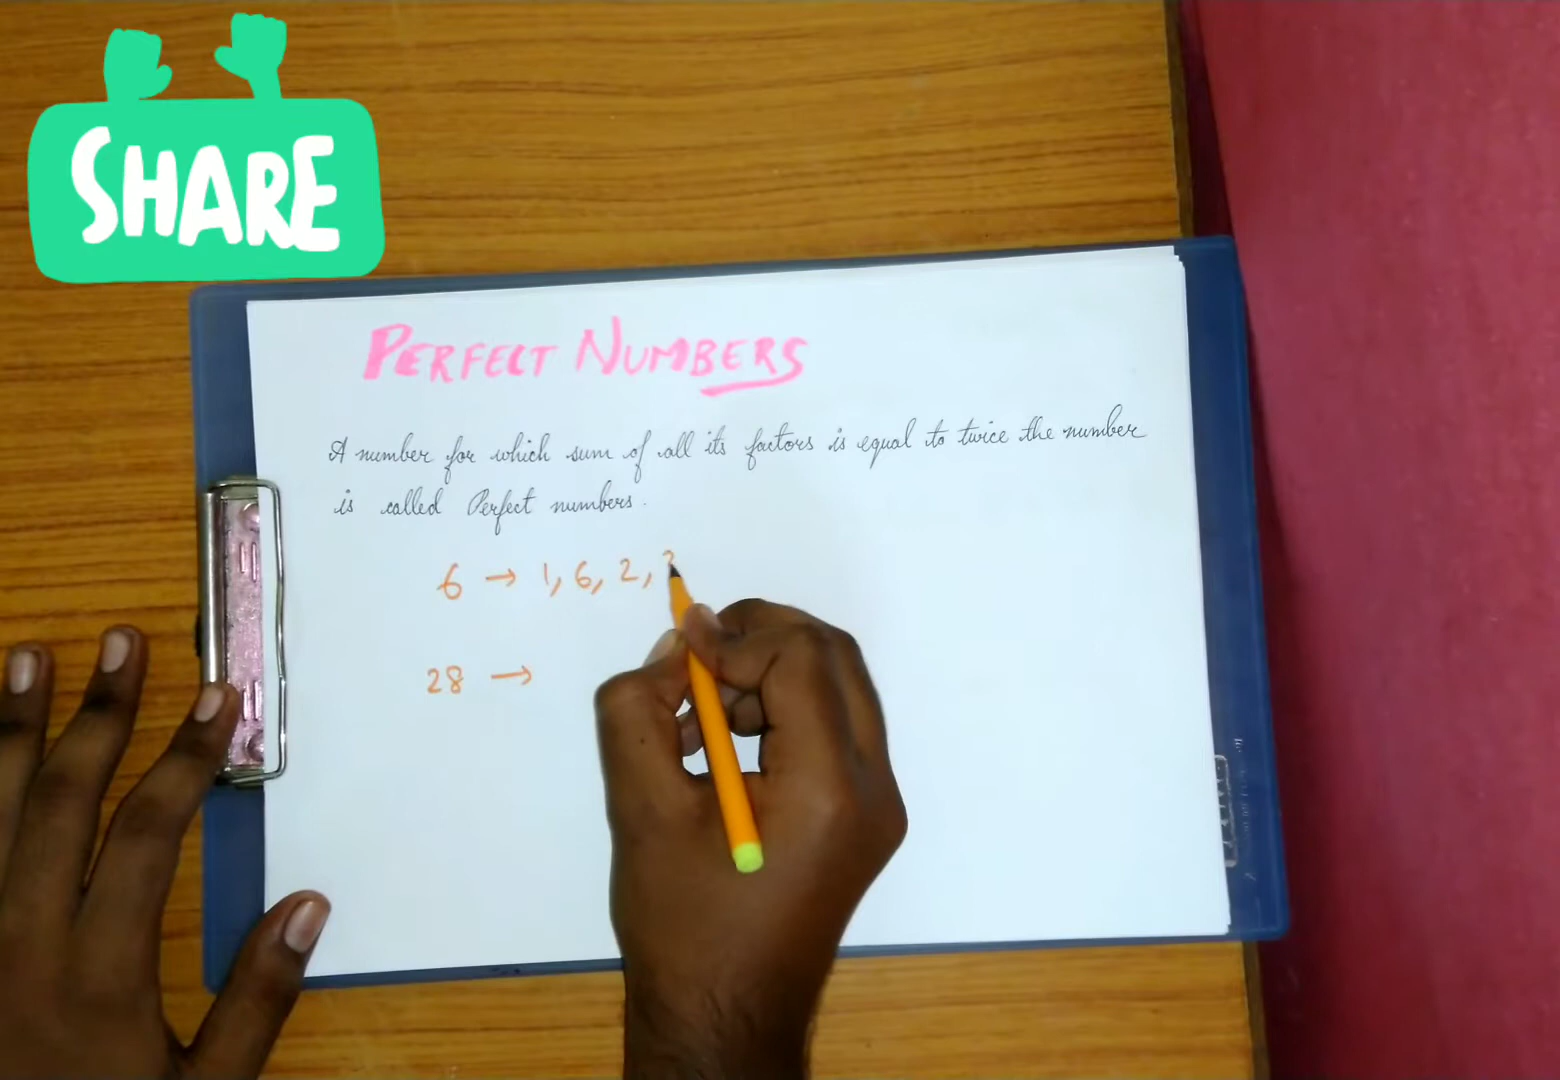 SHARE
PERFECT NUMBERS
A number for which sum of all its factors is equal to twice the number
is called Perfect numbers.
6 → 1, 6, 2,
28 →